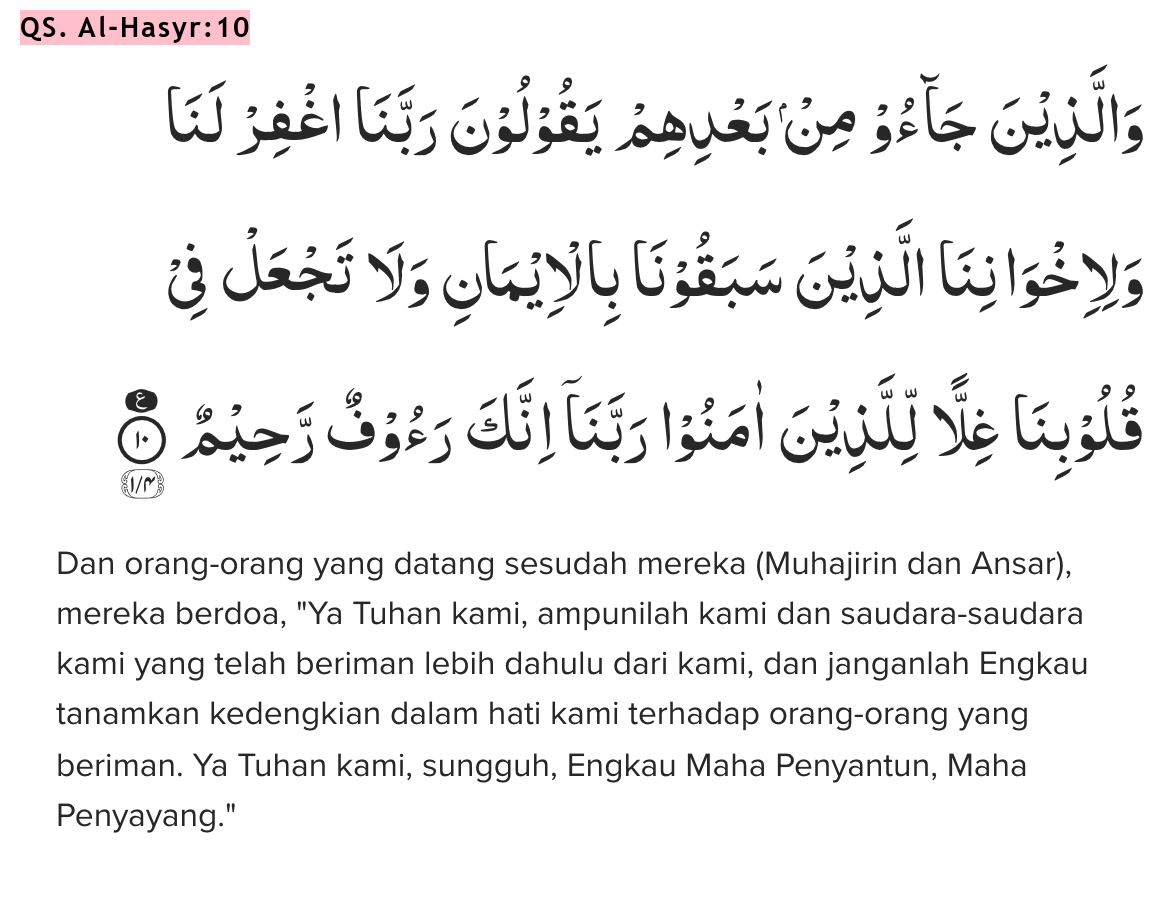 QS. Al-Hasyr:10
وَالَّذِيْنَ جَاۤءُوْ مِنْۢ بَعْدِهِمْ يَقُوْلُوْنَ رَبَّنَا اغْفِرْ لَنَا
وَلِاِخْوَانِنَا الَّذِيْنَ سَبَقُوْنَا بِالْاِيْمَانِ وَلَا تَجْعَلْ فِيْ
قُلُوْبِنَا غِلًّا لِّلَّذِيْنَ اٰمَنُوْا رَبَّنَآ اِنَّكَ رَءُوْفٌ رَّحِيْمٌ ع ١٠ ١/٤
Dan orang-orang yang datang sesudah mereka (Muhajirin dan Ansar),
mereka berdoa, "Ya Tuhan kami, ampunilah kami dan saudara-saudara
kami yang telah beriman lebih dahulu dari kami, dan janganlah Engkau
tanamkan kedengkian dalam hati kami terhadap orang-orang yang
beriman. Ya Tuhan kami, sungguh, Engkau Maha Penyantun, Maha
Penyayang."